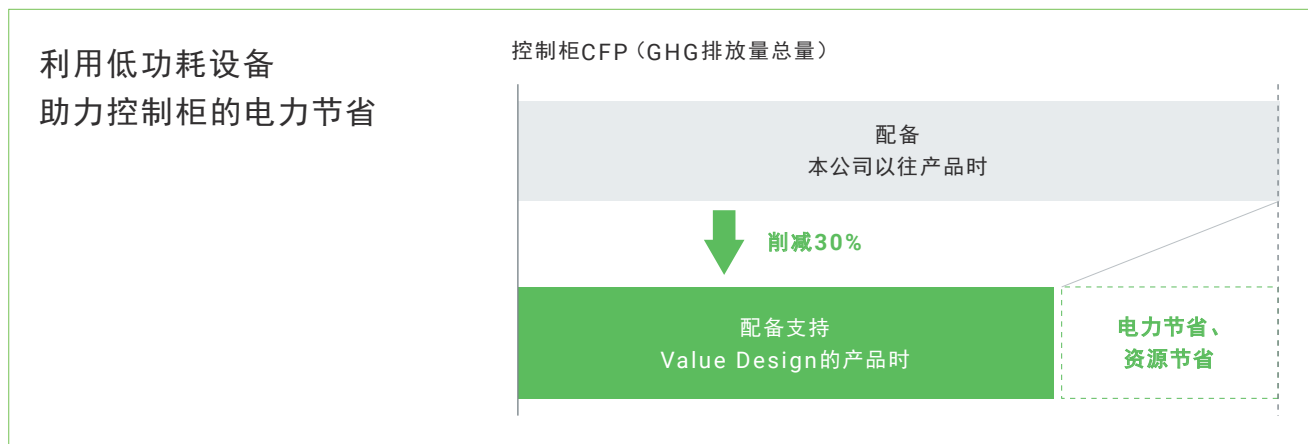 利用低功耗设备
助力控制柜的电力节省
控制柜CFP（GHG排放量总量）
配备
本公司以往产品时
削减30%
配备支持
Value Design的产品时
电力节省、
资源节省